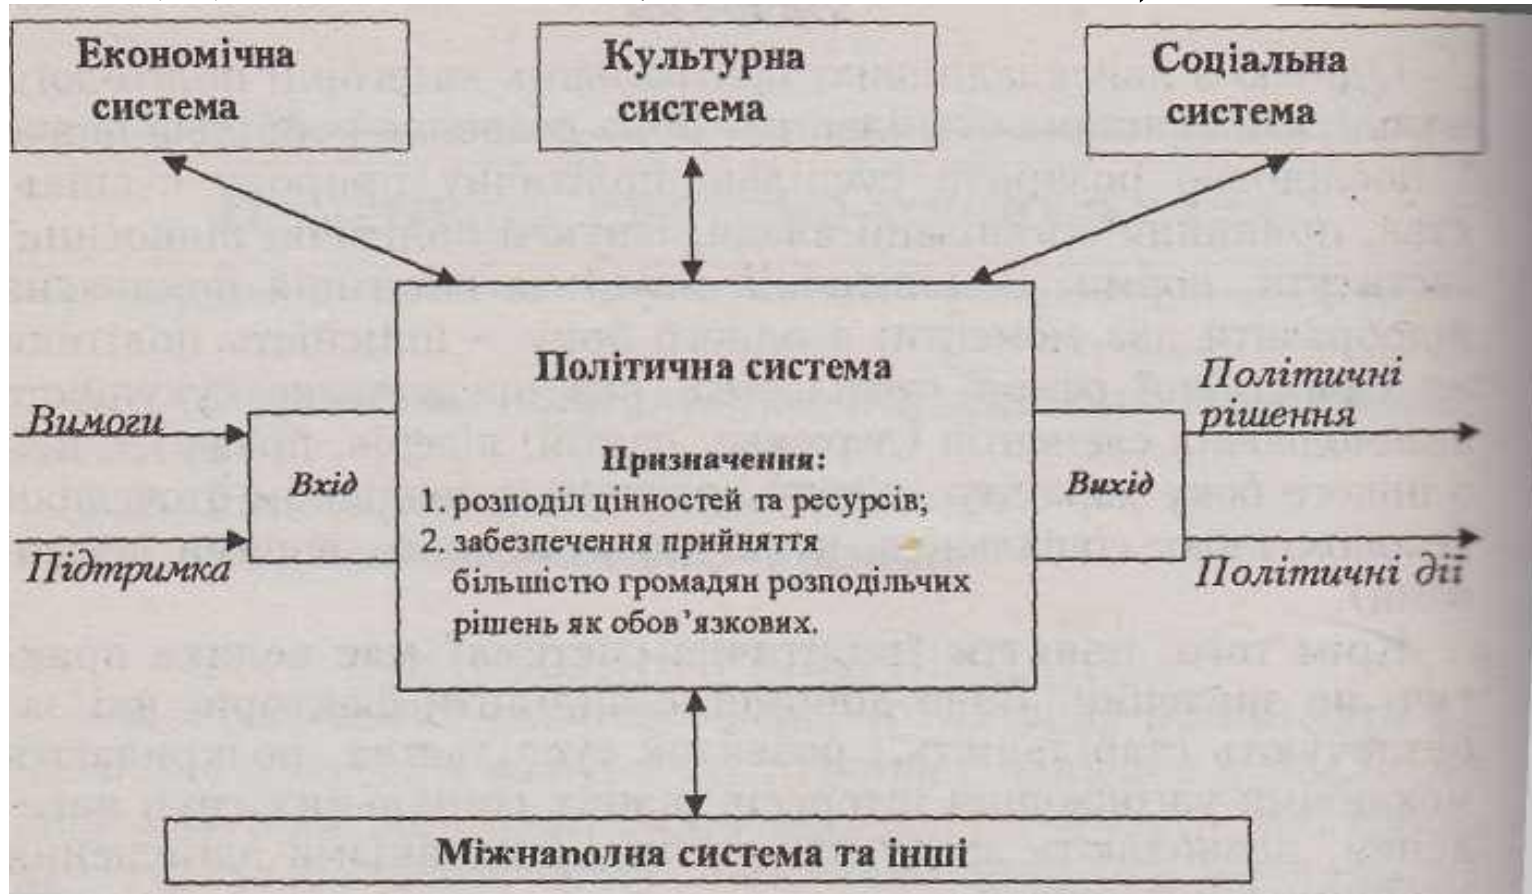 Економічна
система
Культурна
система
Соціальна
система
Політична система
Призначення:
1. розподіл цінностей та ресурсів;
2. забезпечення прийняття
більшістю громадян розподільчих
рішень як обов’язкових.
Вимоги
Підтримка
Вхід
Вихід
Політичні
рішення
Політичні дії
система та інші